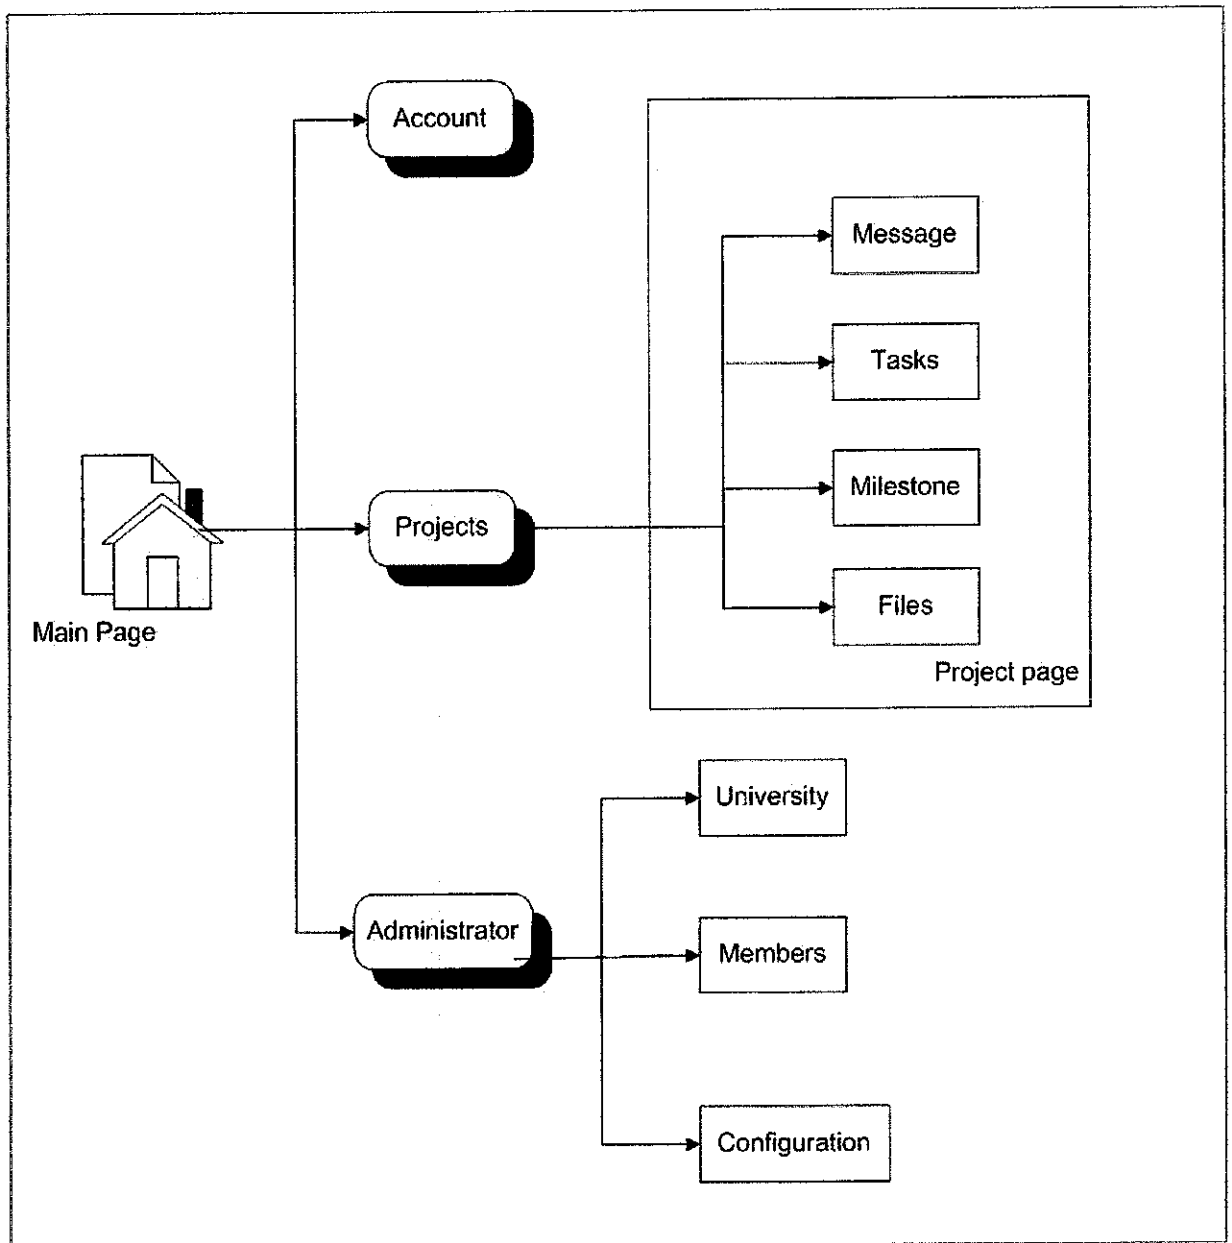 Account
Message
Tasks
Milestone
Projects
Files
Main Page
Project page
University
Administrator
Members
Configuration